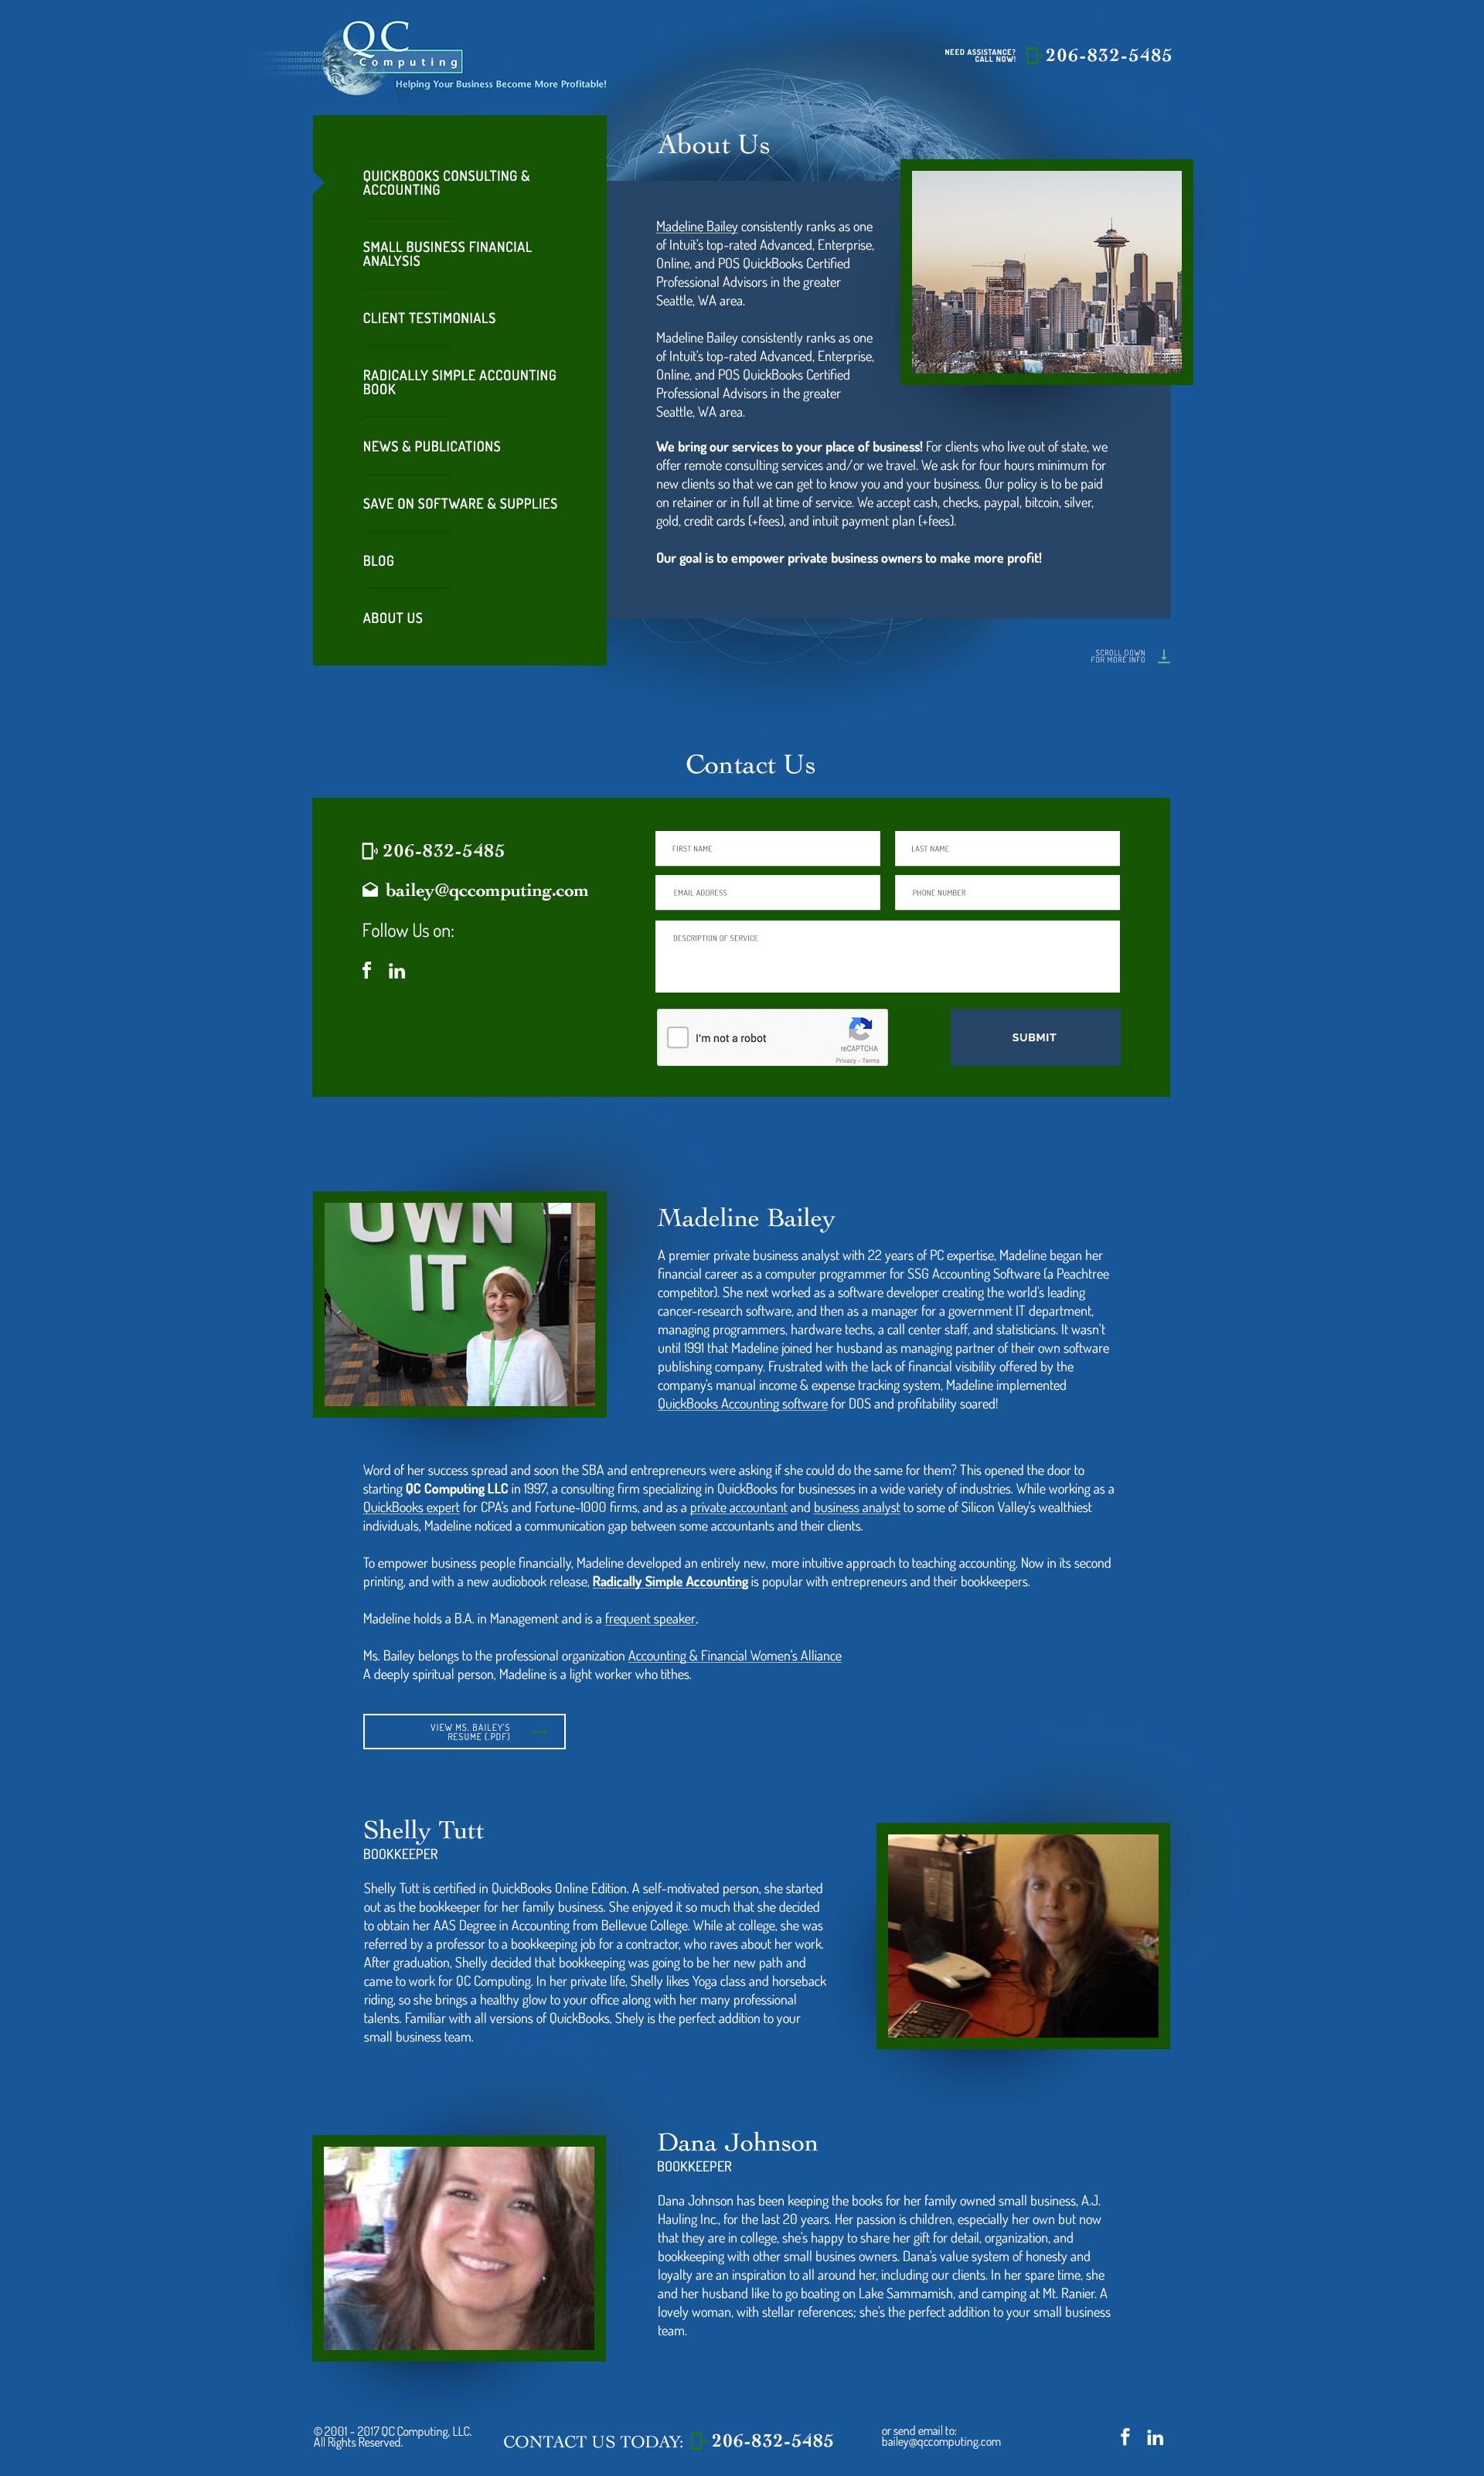 QC
Computing
Helping Your Business Become More Profitable!
NEED ASSISTANCE?
CALL NOW!
206-832-5485
QUICKBOOKS CONSULTING &
ACCOUNTING
SMALL BUSINESS FINANCIAL
ANALYSIS
CLIENT TESTIMONIALS
RADICALLY SIMPLE ACCOUNTING
BOOK
NEWS & PUBLICATIONS
SAVE ON SOFTWARE & SUPPLIES
BLOG
ABOUT US
About Us
Madeline Bailey consistently ranks as one
of Intuit's top-rated Advanced, Enterprise,
Online, and POS QuickBooks Certified
Professional Advisors in the greater
Seattle, WA area.
Madeline Bailey consistently ranks as one
of Intuit's top-rated Advanced, Enterprise,
Online, and POS QuickBooks Certified
Professional Advisors in the greater
Seattle, WA area.
We bring our services to your place of business! For clients who live out of state, we
offer remote consulting services and/or we travel. We ask for four hours minimum for
new clients so that we can get to know you and your business. Our policy is to be paid
on retainer or in full at time of service. We accept cash, checks, paypal, bitcoin, silver,
gold, credit cards (+fees), and intuit payment plan (+fees).
Our goal is to empower private business owners to make more profit!
SCROLL DOWN
FOR MORE INFO
Contact Us
206-832-5485
bailey@qccomputing.com
Follow Us on:
f in
FIRST NAME
LAST NAME
EMAIL ADDRESS
PHONE NUMBER
DESCRIPTION OF SERVICE
I'm not a robot
reCAPTCHA
Privacy - Terms
SUBMIT
OWN
IT
Madeline Bailey
A premier private business analyst with 22 years of PC expertise, Madeline began her
financial career as a computer programmer for SSG Accounting Software (a Peachtree
competitor). She next worked as a software developer creating the world's leading
cancer-research software, and then as a manager for a government IT department,
managing programmers, hardware techs, a call center staff, and statisticians. It wasn't
until 1991 that Madeline joined her husband as managing partner of their own software
publishing company. Frustrated with the lack of financial visibility offered by the
company's manual income & expense tracking system, Madeline implemented
QuickBooks Accounting software for DOS and profitability soared!
Word of her success spread and soon the SBA and entrepreneurs were asking if she could do the same for them? This opened the door to
starting QC Computing LLC in 1997, a consulting firm specializing in QuickBooks for businesses in a wide variety of industries. While working as a
QuickBooks expert for CPA's and Fortune-1000 firms, and as a private accountant and business analyst to some of Silicon Valley's wealthiest
individuals, Madeline noticed a communication gap between some accountants and their clients.
To empower business people financially, Madeline developed an entirely new, more intuitive approach to teaching accounting. Now in its second
printing, and with a new audiobook release, Radically Simple Accounting is popular with entrepreneurs and their bookkeepers.
Madeline holds a B.A. in Management and is a frequent speaker.
Ms. Bailey belongs to the professional organization Accounting & Financial Women's Alliance
A deeply spiritual person, Madeline is a light worker who tithes.
VIEW MS. BAILEY'S
RESUME (.PDF)
Shelly Tutt
BOOKKEEPER
Shelly Tutt is certified in QuickBooks Online Edition. A self-motivated person, she started
out as the bookkeeper for her family business. She enjoyed it so much that she decided
to obtain her AAS Degree in Accounting from Bellevue College. While at college, she was
referred by a professor to a bookkeeping job for a contractor, who raves about her work.
After graduation, Shelly decided that bookkeeping was going to be her new path and
came to work for QC Computing. In her private life, Shelly likes Yoga class and horseback
riding, so she brings a healthy glow to your office along with her many professional
talents. Familiar with all versions of QuickBooks, Shely is the perfect addition to your
small business team.
Dana Johnson
BOOKKEEPER
Dana Johnson has been keeping the books for her family owned small business, A.J.
Hauling Inc., for the last 20 years. Her passion is children, especially her own but now
that they are in college, she's happy to share her gift for detail, organization, and
bookkeeping with other small busines owners. Dana's value system of honesty and
loyalty are an inspiration to all around her, including our clients. In her spare time, she
and her husband like to go boating on Lake Sammamish, and camping at Mt. Ranier. A
lovely woman, with stellar references; she's the perfect addition to your small business
team.
© 2001 - 2017 QC Computing, LLC.
All Rights Reserved.
CONTACT US TODAY: 206-832-5485
or send email to:
bailey@qccomputing.com
f in